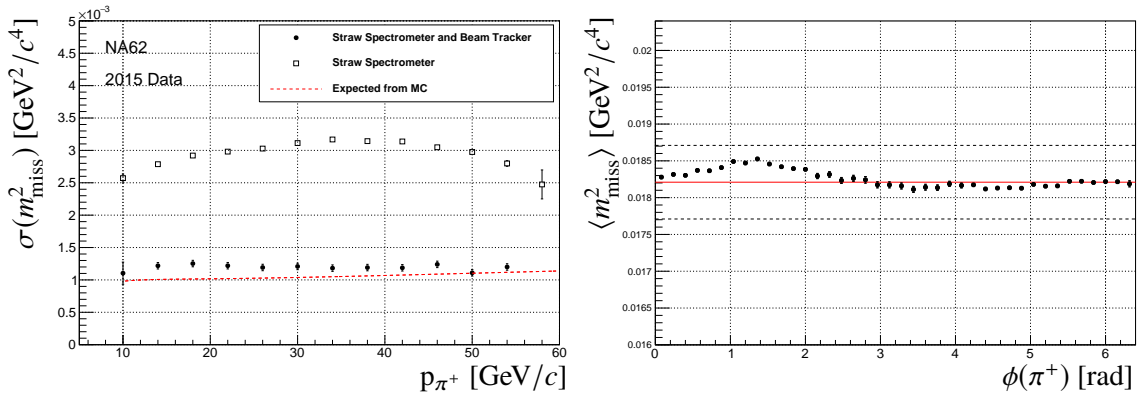 ×10⁻³
5
4.5
4
3.5
3
2.5
2
1.5
1
0.5
0
σ(m²miss) [GeV²/c⁴]
NA62
2015 Data
Straw Spectrometer and Beam Tracker
Straw Spectrometer
Expected from MC
10 20 30 40 50 60
pπ+ [GeV/c]
⟨m²miss⟩ [GeV²/c⁴]
0.02
0.0195
0.019
0.0185
0.018
0.0175
0.017
0.0165
0.016
0 1 2 3 4 5 6
ϕ(π⁺) [rad]